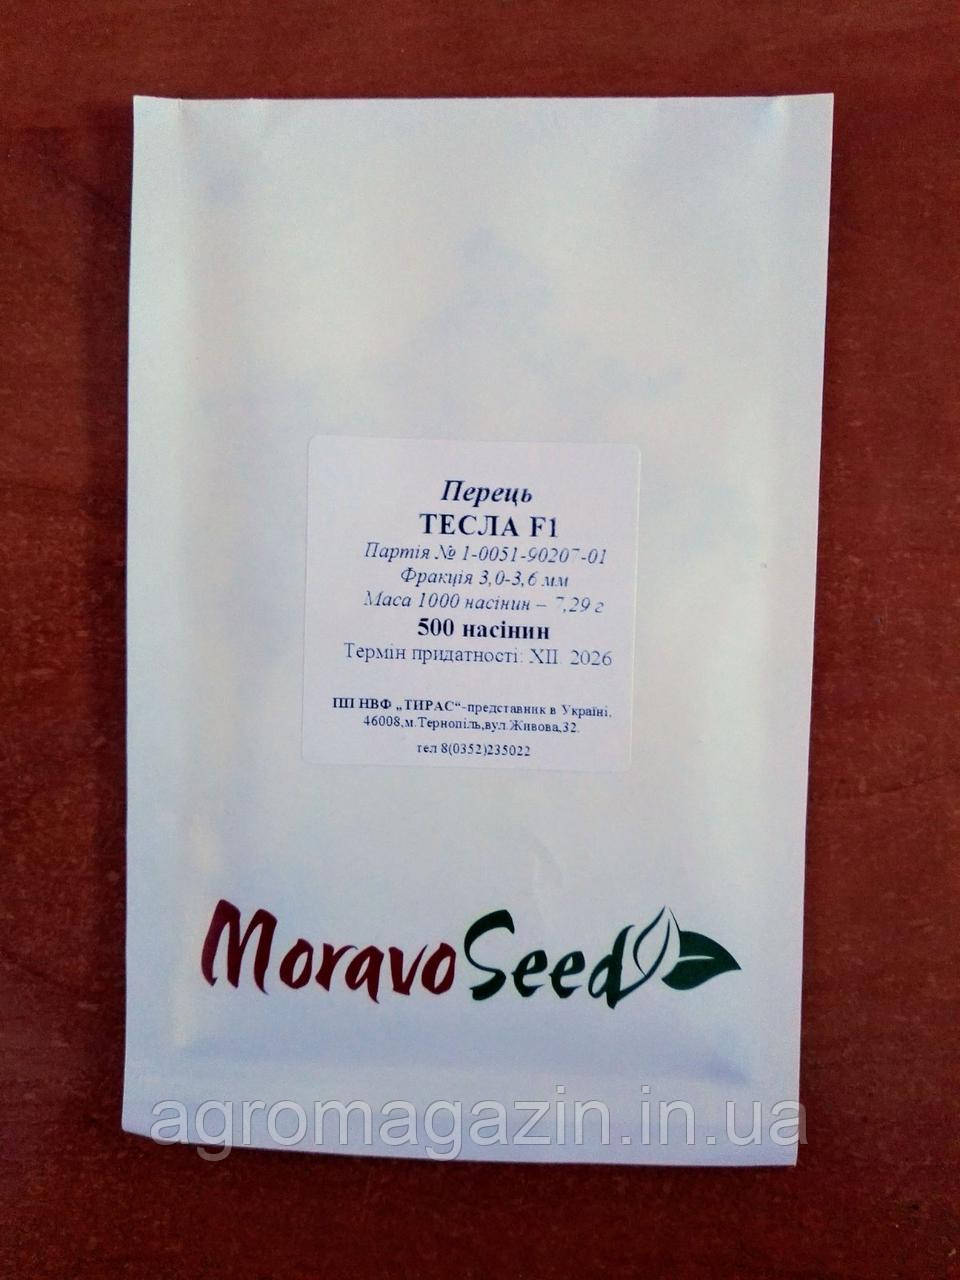 Перець
ТЕСЛА F1
Партія № 1-0051-90207-01
Фракція 3,0-3,6 мм
Маса 1000 насінин – 7,29 г
500 насінин
Термін придатності: XII. 2026
ПП НВФ „ТИРАС“-представник в Україні,
46008,м.Тернопіль,вул.Живова,32.
тел 8(0352)235022
MoravoSeed
agromagazin.in.ua